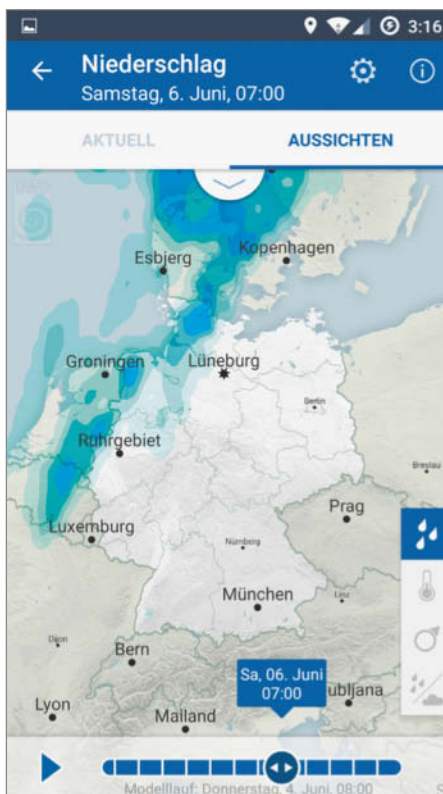 3:16
Niederschlag
Samstag, 6. Juni, 07:00
AKTUELL
AUSSICHTEN
Esbjerg
Kopenhagen
Groningen
Lüneburg
Berlin
Ruhrgebiet
Breslau
Prag
Luxemburg
Nürnberg
München
Linz
Dijon
Bern
Sa, 06. Juni
07:00
ubljana
Lyon
Mailand
Modelllauf: Donnerstag, 4. Juni, 08:00